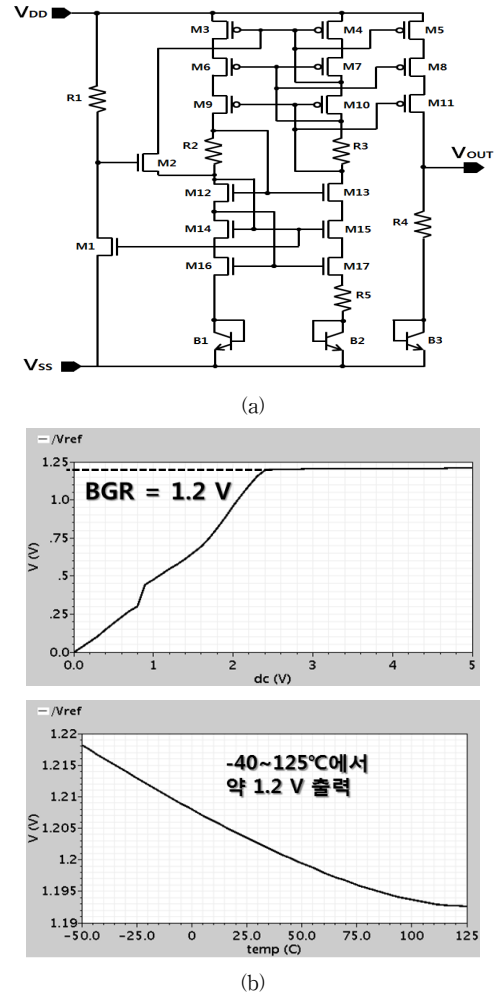 VDD
M3
M4
M5
M6
M7
M8
R1
M9
M10
M11
M2
R2
R3
VOUT
M12
M13
R4
M1
M14
M15
M16
M17
R5
B1
B2
B3
VSS
(a)
/Vref
1.25
1.0
.75
.5
.25
0.0
V (V)
BGR = 1.2 V
0.0
1
2
3
4
5
dc (V)
/Vref
1.22
1.215
1.21
1.205
1.2
1.195
1.19
V (V)
-40~125℃에서
약 1.2 V 출력
-50.0
-25.0
0
25.0
50.0
75.0
100
125
temp (C)
(b)